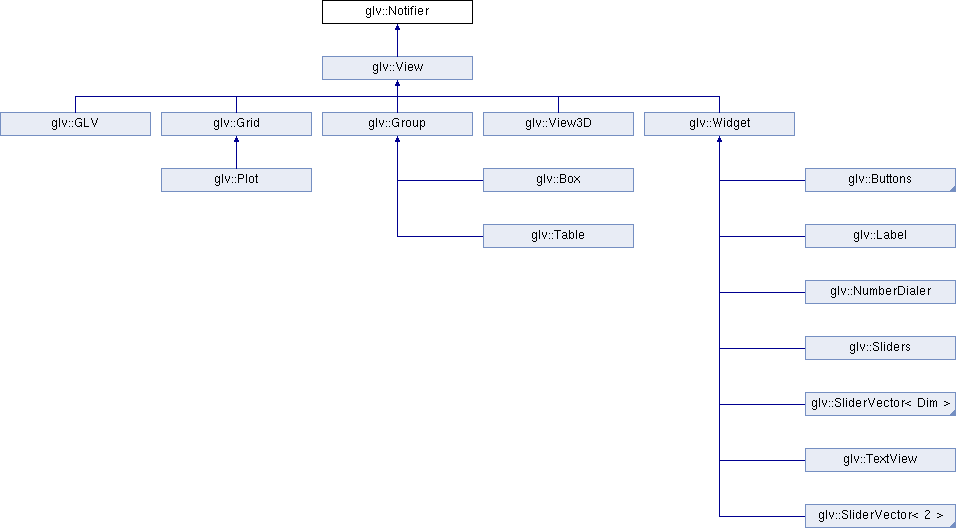 glv::Notifier
glv::View
glv::GLV
glv::Grid
glv::Group
glv::View3D
glv::Widget
glv::Plot
glv::Box
glv::Buttons
glv::Table
glv::Label
glv::NumberDialer
glv::Sliders
glv::SliderVector< Dim >
glv::TextView
glv::SliderVector< 2 >